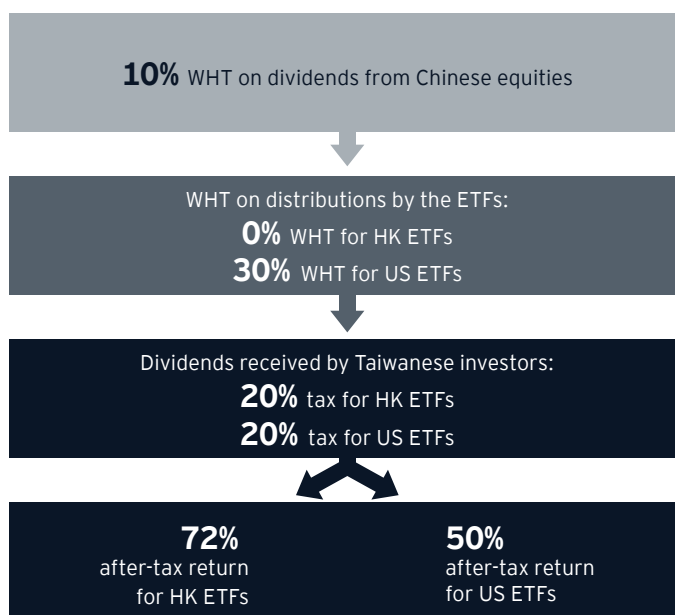 10% WHT on dividends from Chinese equities
WHT on distributions by the ETFs:
0% WHT for HK ETFs
30% WHT for US ETFs
Dividends received by Taiwanese investors:
20% tax for HK ETFs
20% tax for US ETFs
72%
after-tax return
for HK ETFs
50%
after-tax return
for US ETFs